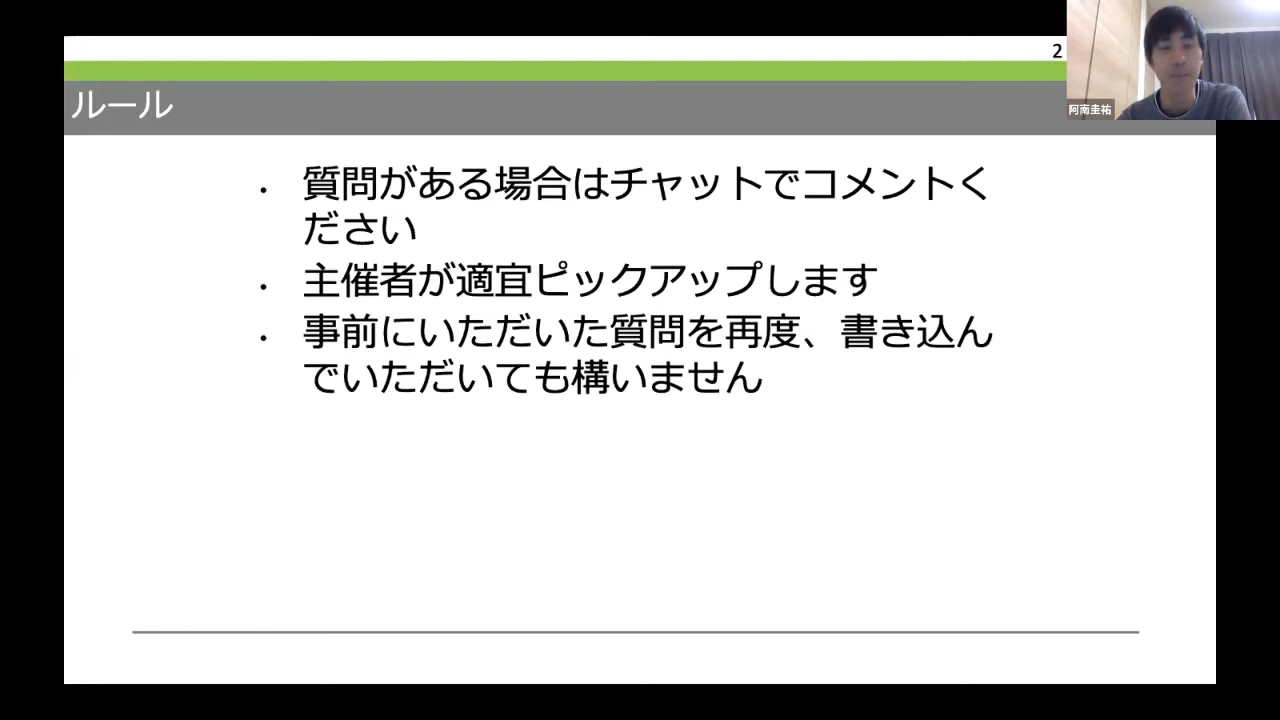 2
阿南圭祐
ルール
• 質問がある場合はチャットでコメントく
ださい
• 主催者が適宜ピックアップします
• 事前にいただいた質問を再度、書き込ん
でいただいても構いません